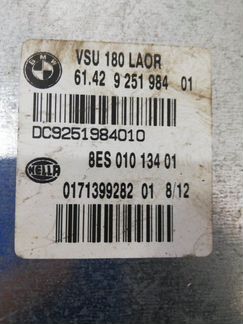 BMW
VSU 180 LAOR
61.42 9 251 984 01
DC9251984010
8ES 010 134 01
HELLA
0171399282 01 8/12